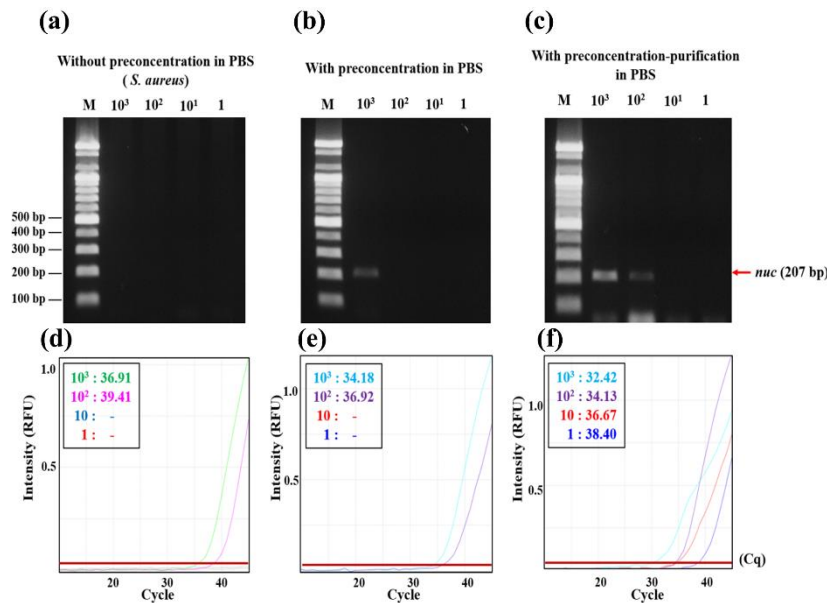 (a)
Without preconcentration in PBS
( S. aureus)
M 10³ 10² 10¹ 1
500 bp
400 bp
300 bp
200 bp
100 bp
(b)
With preconcentration in PBS
M 10³ 10² 10¹ 1
(c)
With preconcentration-purification
in PBS
M 10³ 10² 10¹ 1
nuc (207 bp)
(d)
10³ : 36.91
10² : 39.41
10 : -
1 : -
1.0
0.5
Intensity (RFU)
20 30 40
Cycle
(e)
10³ : 34.18
10² : 36.92
10 : -
1 : -
1.0
0.5
Intensity (RFU)
20 30 40
Cycle
(f)
10³ : 32.42
10² : 34.13
10 : 36.67
1 : 38.40
1.0
0.5
Intensity (RFU)
20 30 40
Cycle
(Cq)